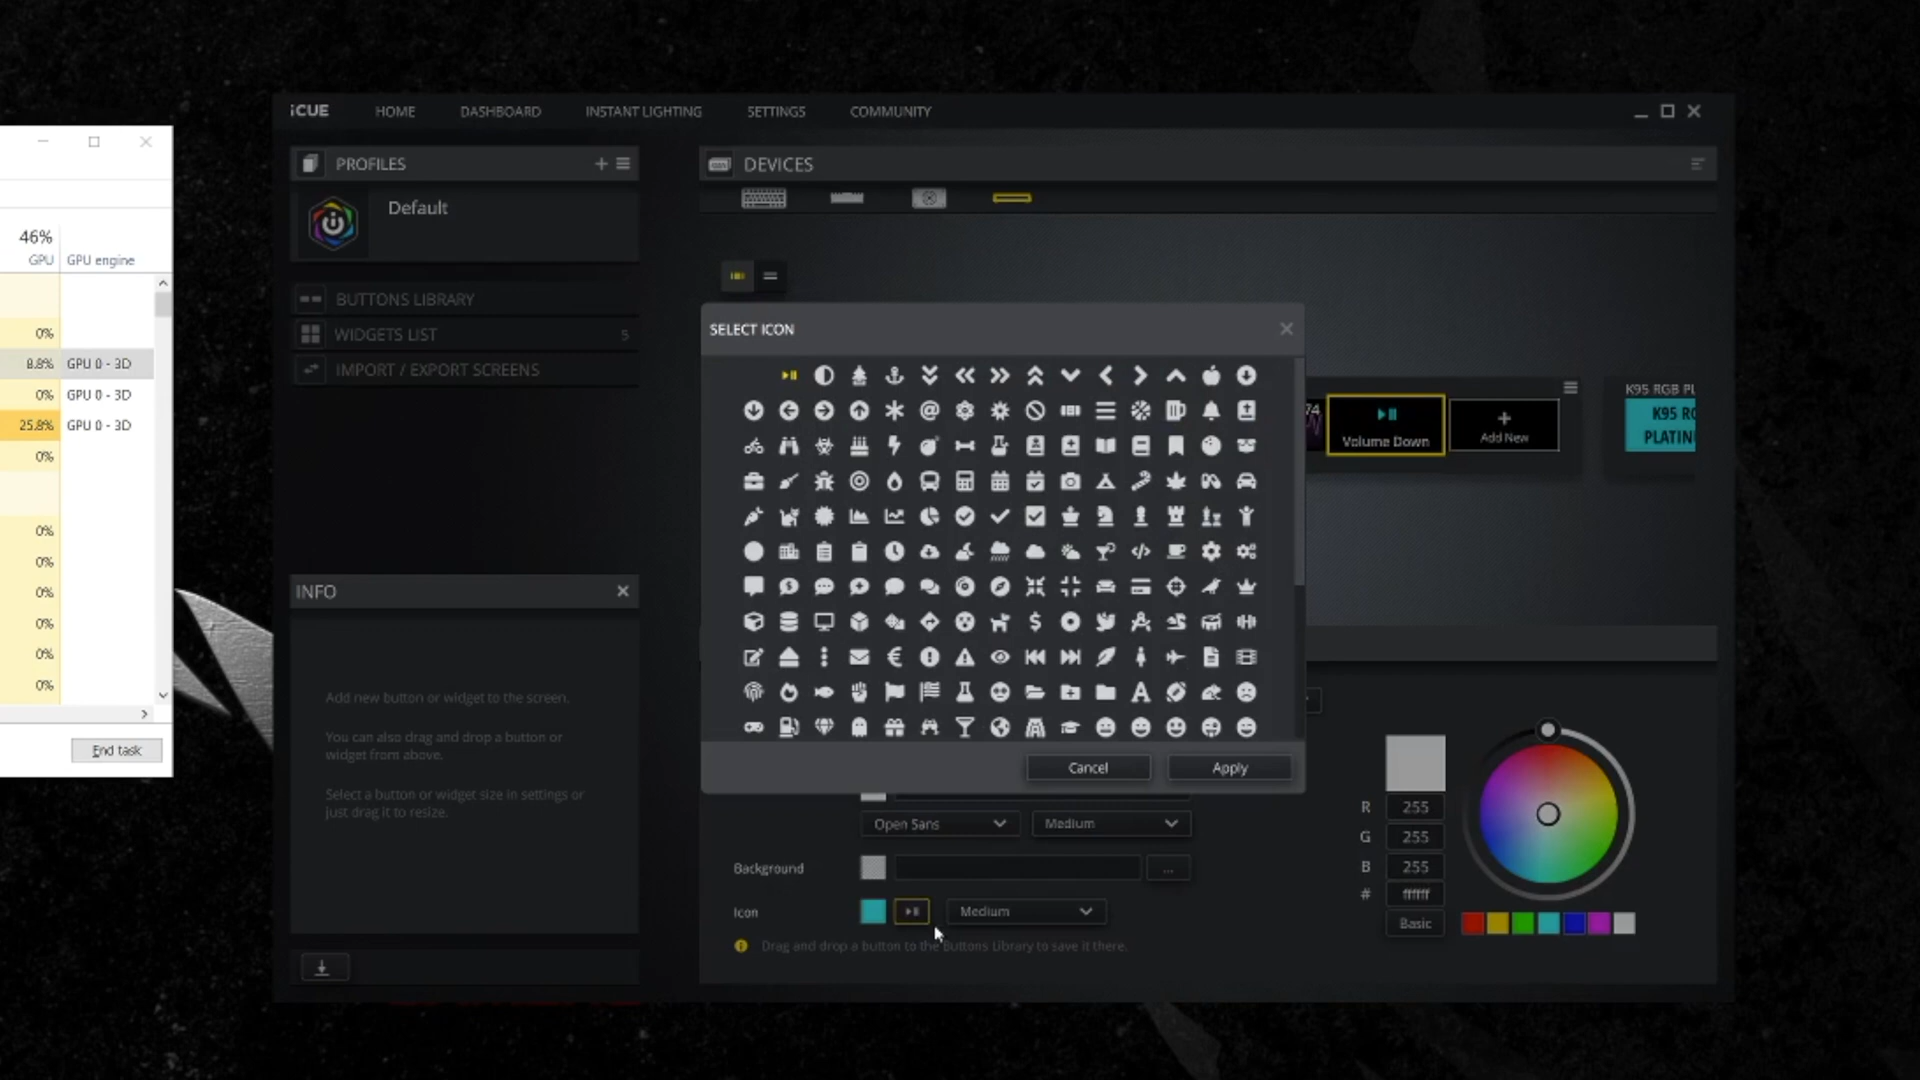 iCUE HOME DASHBOARD INSTANT LIGHTING SETTINGS COMMUNITY
PROFILES
Default
BUTTONS LIBRARY
WIDGETS LIST 5
IMPORT / EXPORT SCREENS
INFO
Add new button or widget to the screen.
You can also drag and drop a button or
widget from above.
Select a button or widget size in settings or
just drag it to resize.
46%
GPU GPU engine
0%
8.8% GPU 0 - 3D
0% GPU 0 - 3D
25.8% GPU 0 - 3D
0%
0%
0%
0%
0%
0%
0%
End task
DEVICES
SELECT ICON
Cancel Apply
74
Volume Down
Add New
K95 RGB PL
K95 RG
PLATIN
Open Sans Medium
Background ...
Icon Medium
Drag and drop a button to the Buttons Library to save it there.
R 255
G 255
B 255
# ffffff
Basic